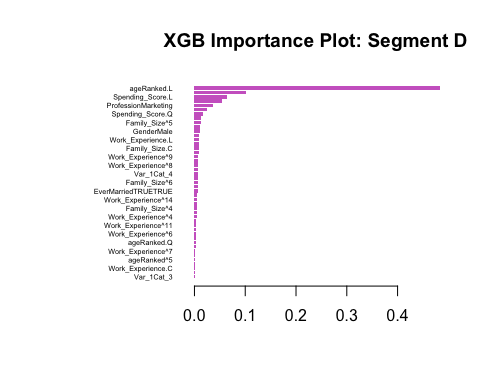 XGB Importance Plot: Segment D
ageRanked.L
Spending_Score.L
ProfessionMarketing
Spending_Score.Q
Family_Size^5
GenderMale
Work_Experience.L
Family_Size.C
Work_Experience^9
Work_Experience^8
Var_1Cat_4
Family_Size^6
EverMarriedTRUETRUE
Work_Experience^14
Family_Size^4
Work_Experience^4
Work_Experience^11
Work_Experience^6
ageRanked.Q
Work_Experience^7
ageRanked^5
Work_Experience.C
Var_1Cat_3
0.0 0.1 0.2 0.3 0.4